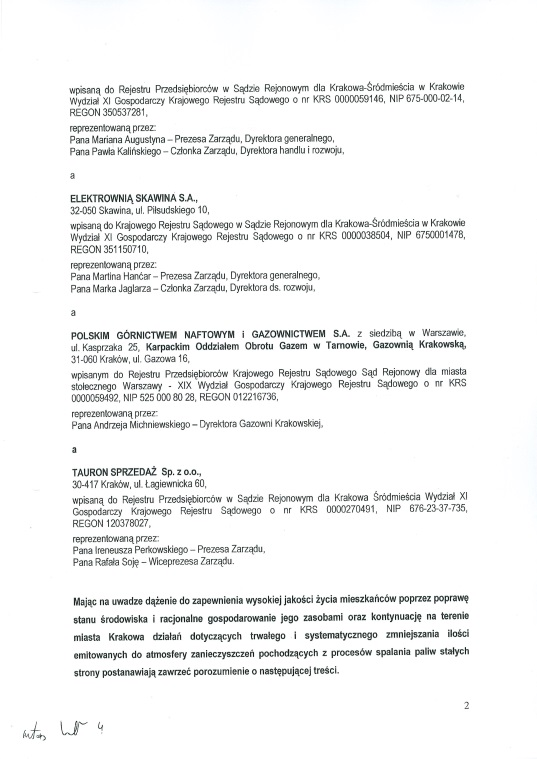 wpisaną do Rejestru Przedsiębiorców w Sądzie Rejonowym dla Krakowa-Śródmieścia w Krakowie
Wydział XI Gospodarczy Krajowego Rejestru Sądowego o nr KRS 0000059146, NIP 675-000-02-14,
REGON 350537281,
reprezentowaną przez:
Pana Mariana Augustyna – Prezesa Zarządu, Dyrektora generalnego,
Pana Pawła Kalińskiego – Członka Zarządu, Dyrektora handlu i rozwoju,
a
ELEKTROWNIĄ SKAWINA S.A.,
32-050 Skawina, ul. Piłsudskiego 10,
wpisaną do Krajowego Rejestru Sądowego w Sądzie Rejonowym dla Krakowa-Śródmieścia w Krakowie
Wydział XI Gospodarczy Krajowego Rejestru Sądowego o nr KRS 0000038504, NIP 6750001478,
REGON 351150710,
reprezentowaną przez:
Pana Martina Hančar – Prezesa Zarządu, Dyrektora generalnego,
Pana Marka Jaglarza – Członka Zarządu, Dyrektora ds. rozwoju,
a
POLSKIM GÓRNICTWEM NAFTOWYM i GAZOWNICTWEM S.A. z siedzibą w Warszawie,
ul. Kasprzaka 25, Karpackim Oddziałem Obrotu Gazem w Tarnowie, Gazownią Krakowską,
31-060 Kraków, ul. Gazowa 16,
wpisanym do Rejestru Przedsiębiorców Krajowego Rejestru Sądowego Sąd Rejonowy dla miasta
stołecznego Warszawy - XIX Wydział Gospodarczy Krajowego Rejestru Sądowego o nr KRS
0000059492, NIP 525 000 80 28, REGON 012216736,
reprezentowaną przez:
Pana Andrzeja Michniewskiego – Dyrektora Gazowni Krakowskiej,
a
TAURON SPRZEDAŻ Sp. z o.o.,
30-417 Kraków, ul. Łagiewnicka 60,
wpisaną do Rejestru Przedsiębiorców w Sądzie Rejonowym dla Krakowa Śródmieścia Wydział XI
Gospodarczy Krajowego Rejestru Sądowego o nr KRS 0000270491, NIP 676-23-37-735,
REGON 120378027,
reprezentowaną przez:
Pana Ireneusza Perkowskiego – Prezesa Zarządu,
Pana Rafała Soję – Wiceprezesa Zarządu.
Mając na uwadze dążenie do zapewnienia wysokiej jakości życia mieszkańców poprzez poprawę
stanu środowiska i racjonalne gospodarowanie jego zasobami oraz kontynuację na terenie
miasta Krakowa działań dotyczących trwałego i systematycznego zmniejszania ilości
emitowanych do atmosfery zanieczyszczeń pochodzących z procesów spalania paliw stałych
strony postanawiają zawrzeć porozumienie o następującej treści.
2